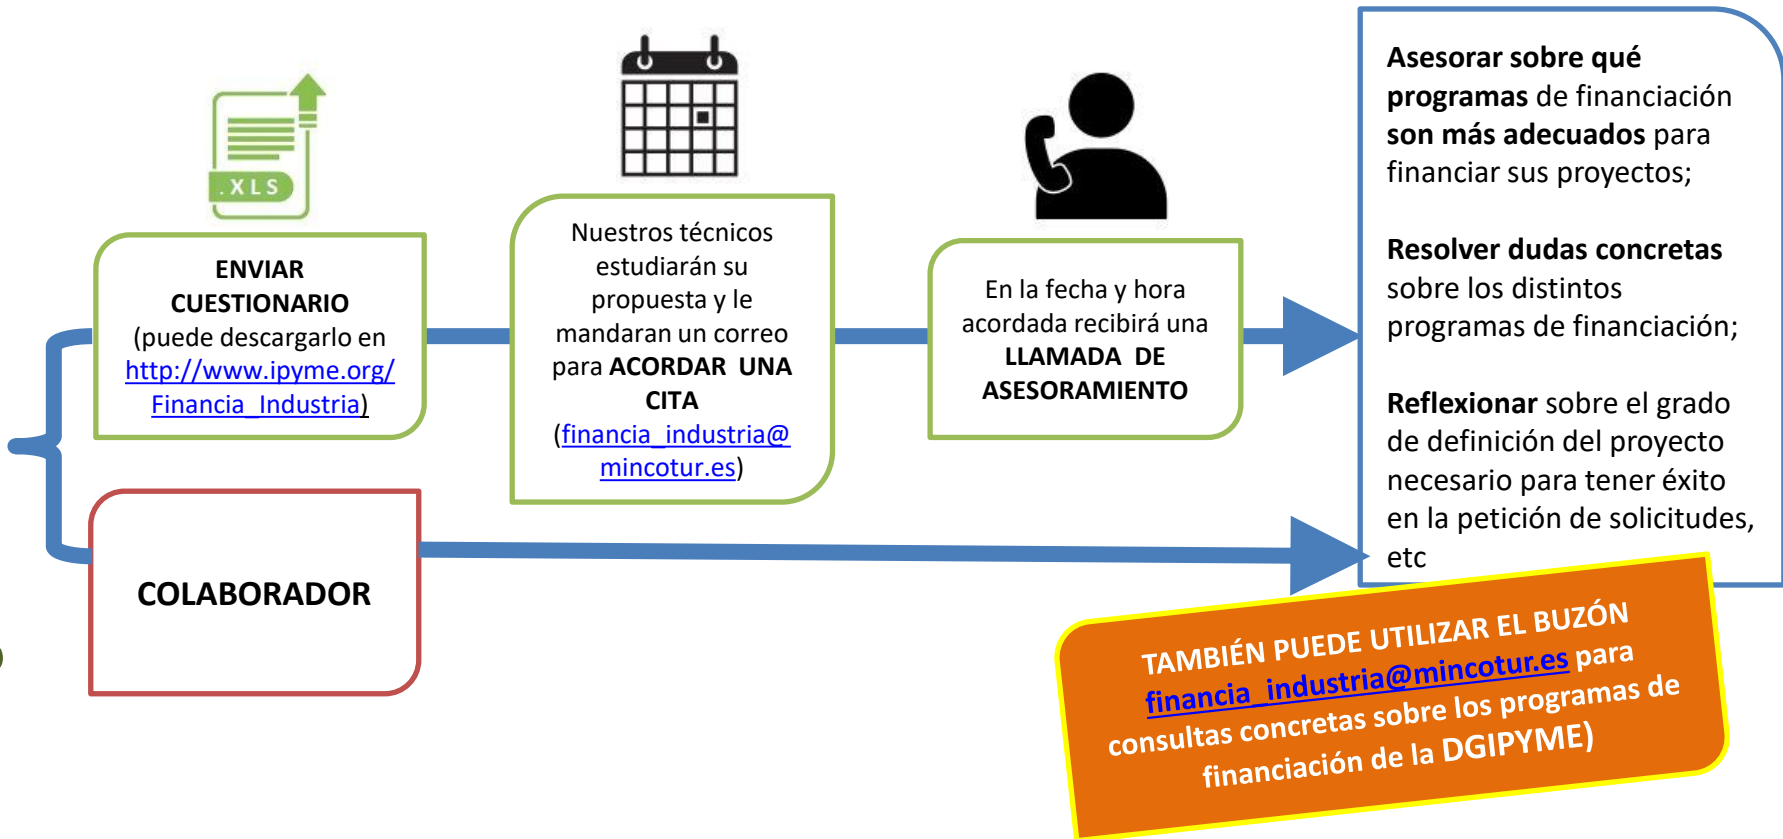 .XLS
ENVIAR
CUESTIONARIO
(puede descargarlo en
http://www.ipyme.org/
Financia_Industria)
Nuestros técnicos
estudiarán su
propuesta y le
mandaran un correo
para ACORDAR UNA
CITA
(financia_industria@
mincotur.es)
En la fecha y hora
acordada recibirá una
LLAMADA DE
ASESORAMIENTO
COLABORADOR
Asesorar sobre qué
programas de financiación
son más adecuados para
financiar sus proyectos;
Resolver dudas concretas
sobre los distintos
programas de financiación;
Reflexionar sobre el grado
de definición del proyecto
necesario para tener éxito
en la petición de solicitudes,
etc
TAMBIÉN PUEDE UTILIZAR EL BUZÓN
financia_industria@mincotur.es para
consultas concretas sobre los programas de
financiación de la DGIPYME)